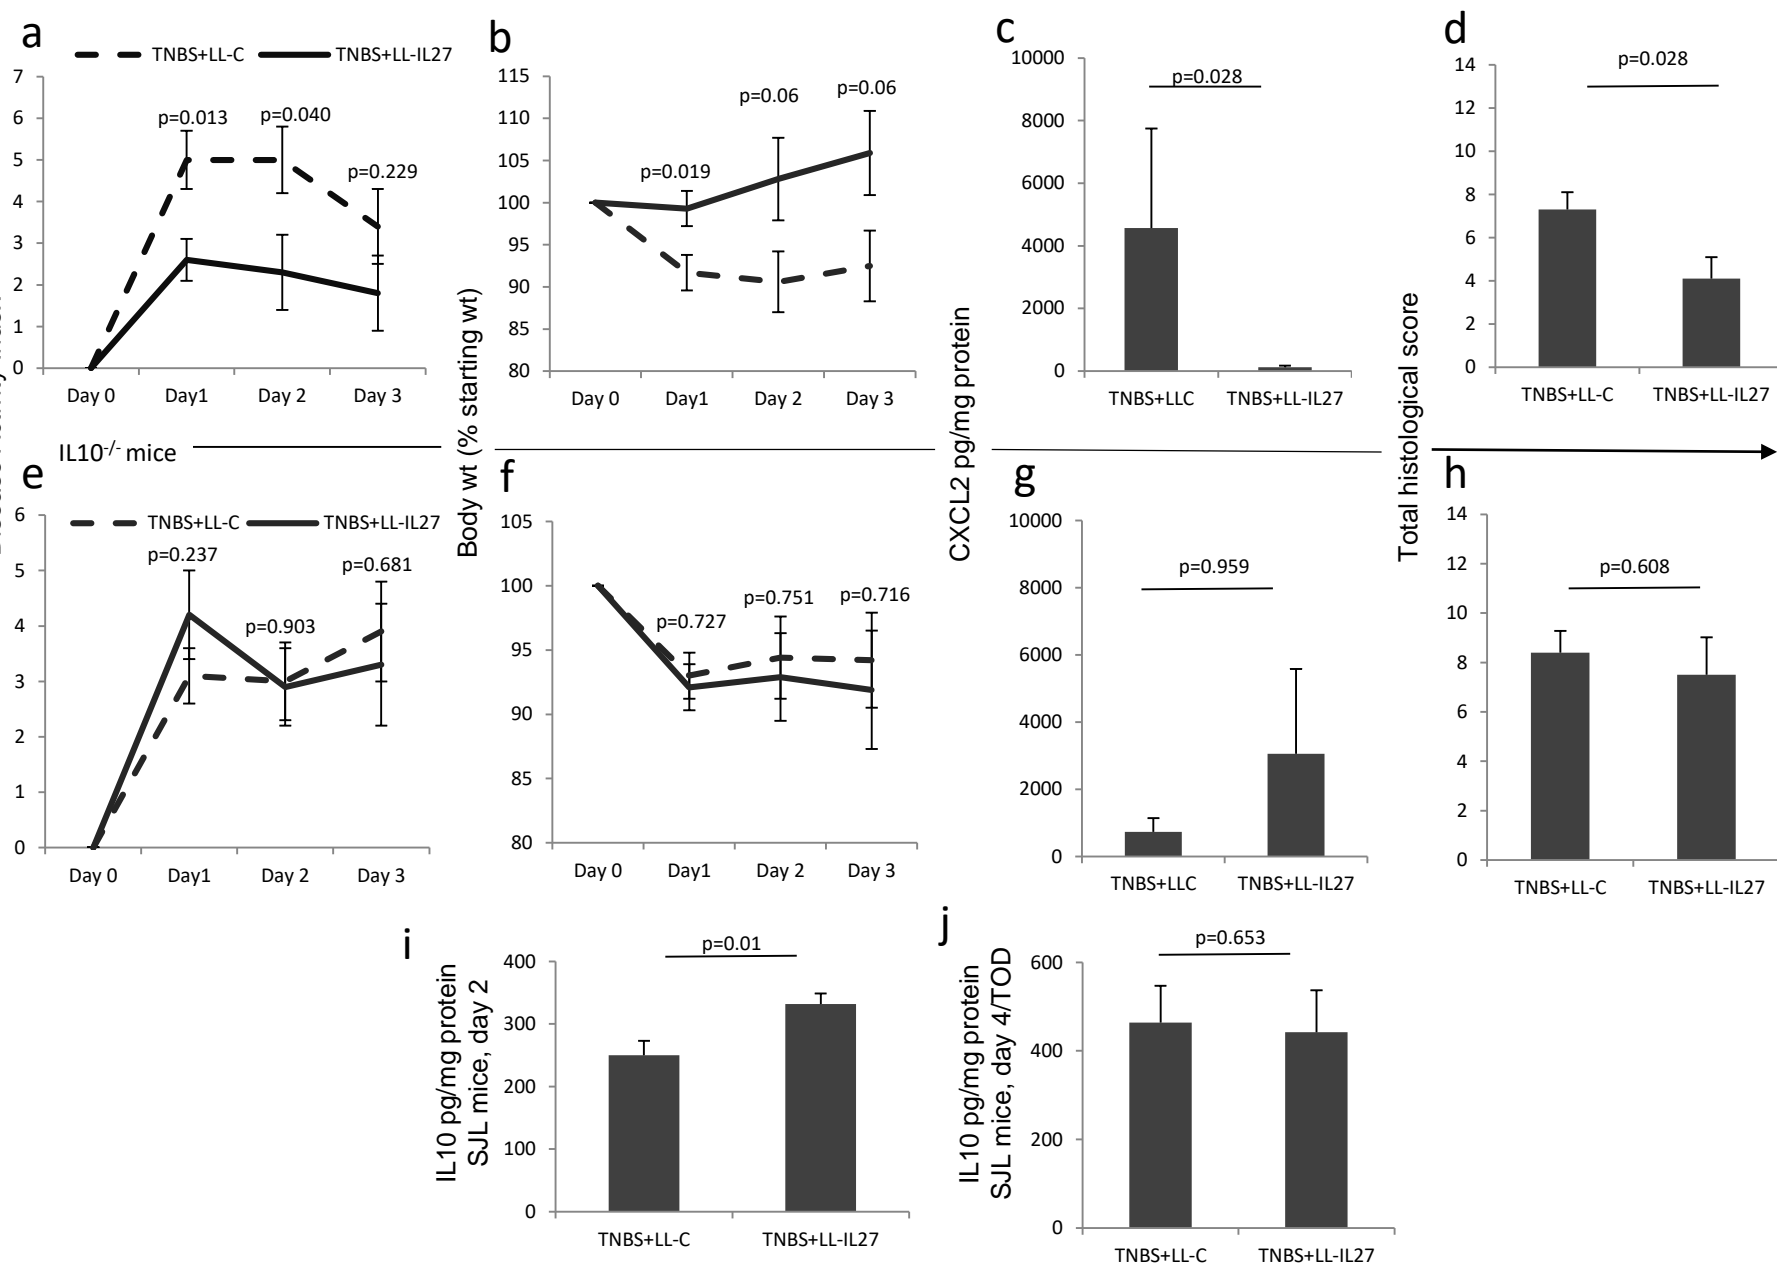 a
TNBS+LL-C
TNBS+LL-IL27
7
6
5
4
3
2
1
0
p=0.013
p=0.040
p=0.229
Day 0
Day1
Day 2
Day 3
b
Body wt (% starting wt)
115
110
105
100
95
90
85
80
p=0.019
p=0.06
p=0.06
Day 0
Day1
Day 2
Day 3
c
CXCL2 pg/mg protein
10000
8000
6000
4000
2000
0
p=0.028
TNBS+LLC
TNBS+LL-IL27
d
Total histological score
14
12
10
8
6
4
2
0
p=0.028
TNBS+LL-C
TNBS+LL-IL27
IL10-/- mice
e
TNBS+LL-C
TNBS+LL-IL27
6
5
4
3
2
1
0
p=0.237
p=0.903
p=0.681
Day 0
Day1
Day 2
Day 3
f
105
100
95
90
85
80
p=0.727
p=0.751
p=0.716
Day 0
Day1
Day 2
Day 3
g
10000
8000
6000
4000
2000
0
p=0.959
TNBS+LLC
TNBS+LL-IL27
h
14
12
10
8
6
4
2
0
p=0.608
TNBS+LL-C
TNBS+LL-IL27
i
IL10 pg/mg protein
SJL mice, day 2
400
300
200
100
0
p=0.01
TNBS+LL-C
TNBS+LL-IL27
j
IL10 pg/mg protein
SJL mice, day 4/TOD
600
400
200
0
p=0.653
TNBS+LL-C
TNBS+LL-IL27